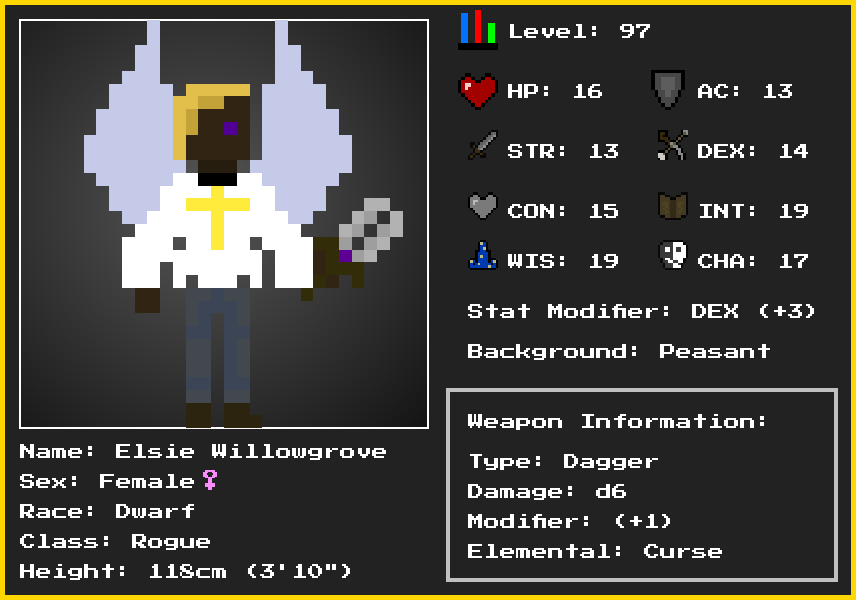 Level: 97
HP: 16
AC: 13
STR: 13
DEX: 14
CON: 15
INT: 19
WIS: 19
CHA: 17
Stat Modifier: DEX (+3)
Background: Peasant
Weapon Information:
Type: Dagger
Damage: d6
Modifier: (+1)
Elemental: Curse
Name: Elsie Willowgrove
Sex: Female♀
Race: Dwarf
Class: Rogue
Height: 118cm (3'10")